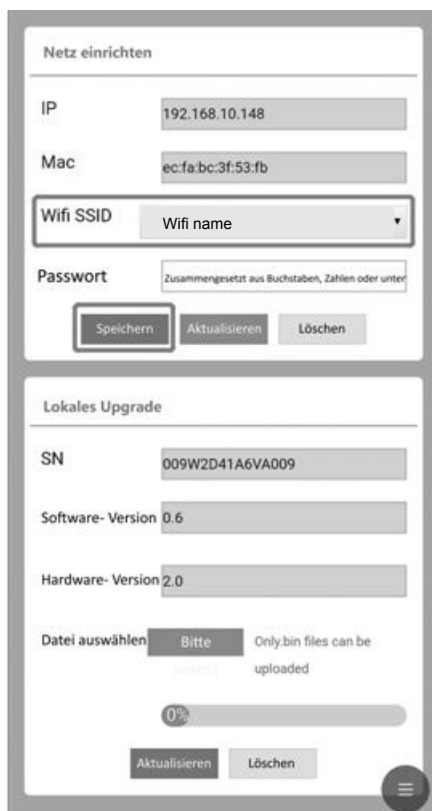 Netz einrichten
IP 192.168.10.148
Mac ec:fa:bc:3f:53:fb
Wifi SSID Wifi name
Passwort Zusammengesetzt aus Buchstaben, Zahlen oder unter
Speichern Aktualisieren Löschen
Lokales Upgrade
SN 009W2D41A6VA009
Software- Version 0.6
Hardware- Version 2.0
Datei auswählen Bitte Only.bin files can be
select uploaded
0%
Aktualisieren Löschen